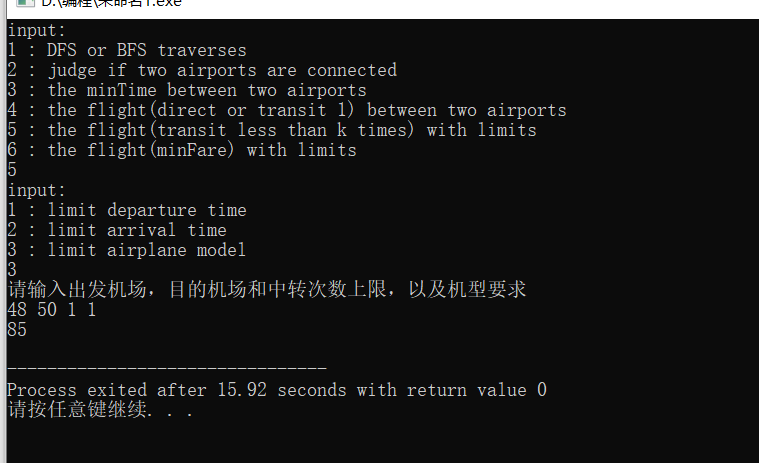 D:\编程\未命名1.exe
input:
1 : DFS or BFS traverses
2 : judge if two airports are connected
3 : the minTime between two airports
4 : the flight(direct or transit 1) between two airports
5 : the flight(transit less than k times) with limits
6 : the flight(minFare) with limits
5
input:
1 : limit departure time
2 : limit arrival time
3 : limit airplane model
3
请输入出发机场，目的机场和中转次数上限，以及机型要求
48 50 1 1
85
--------------------------------
Process exited after 15.92 seconds with return value 0
请按任意键继续. . .